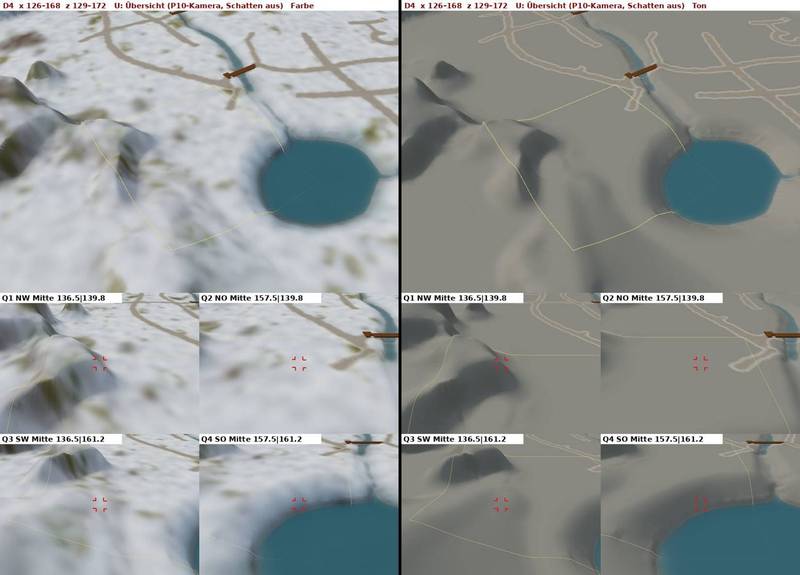 D4 x 126-168 z 129-172 U: Übersicht (P10-Kamera, Schatten aus) Farbe
D4 x 126-168 z 129-172 U: Übersicht (P10-Kamera, Schatten aus) Ton
Q1 NW Mitte 136.5|139.8
Q2 NO Mitte 157.5|139.8
Q1 NW Mitte 136.5|139.8
Q2 NO Mitte 157.5|139.8
Q3 SW Mitte 136.5|161.2
Q4 SO Mitte 157.5|161.2
Q3 SW Mitte 136.5|161.2
Q4 SO Mitte 157.5|161.2